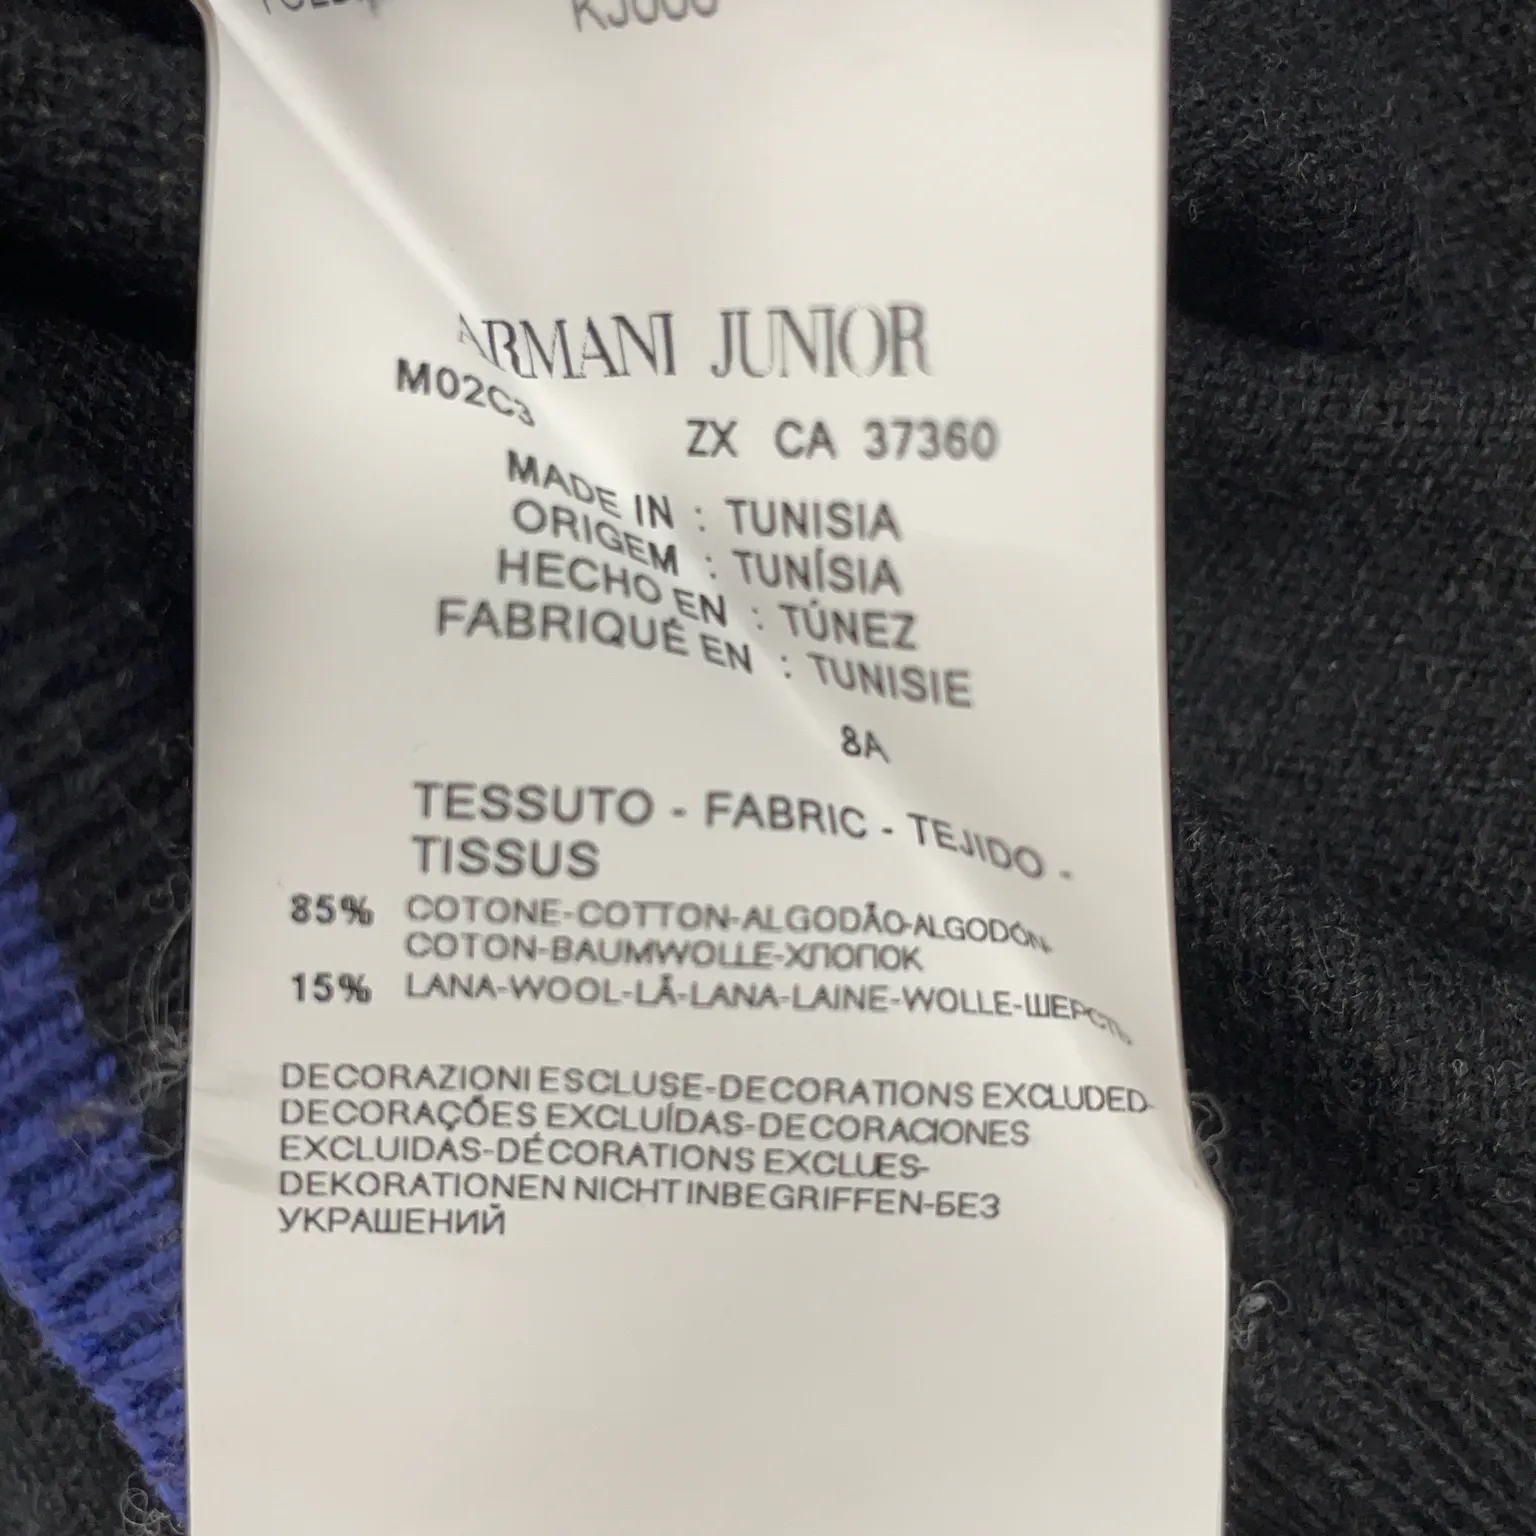 ARMANI JUNIOR
M02C3
ZX CA 37360
MADE IN : TUNISIA
ORIGEM : TUNÍSIA
HECHO EN : TÚNEZ
FABRIQUÉ EN : TUNISIE
8A
TESSUTO - FABRIC - TEJIDO -
TISSUS
85% COTONE-COTTON-ALGODÃO-ALGODÓN-
COTON-BAUMWOLLE-ХЛОПОК
15% LANA-WOOL-LÃ-LANA-LAINE-WOLLE-ШЕРСТЬ
DECORAZIONI ESCLUSE-DECORATIONS EXCLUDED-
DECORAÇÕES EXCLUÍDAS-DECORACIONES
EXCLUIDAS-DÉCORATIONS EXCLUES-
DEKORATIONEN NICHT INBEGRIFFEN-БЕЗ
УКРАШЕНИЙ